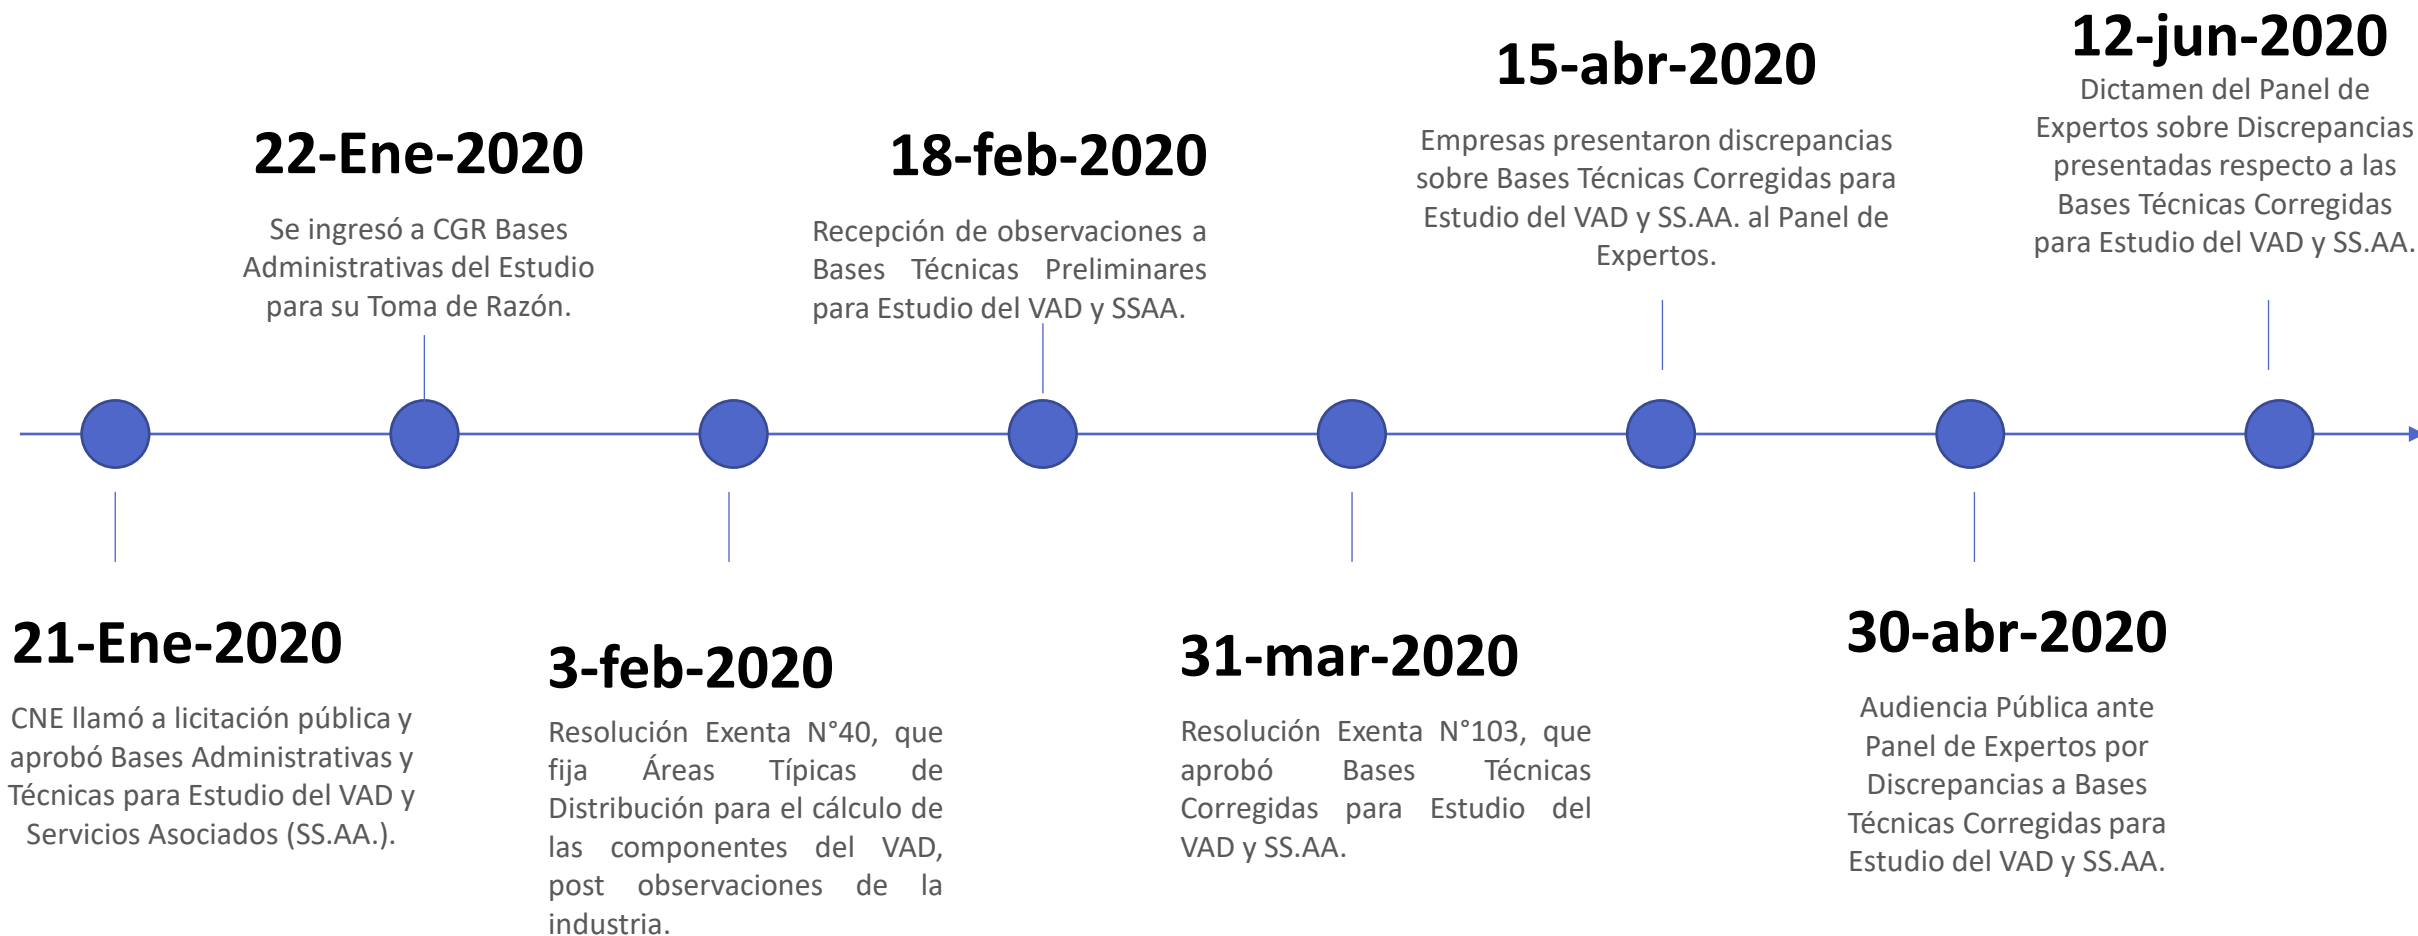 22-Ene-2020
Se ingresó a CGR Bases
Administrativas del Estudio
para su Toma de Razón.
18-feb-2020
Recepción de observaciones a
Bases Técnicas Preliminares
para Estudio del VAD y SSAA.
15-abr-2020
Empresas presentaron discrepancias
sobre Bases Técnicas Corregidas para
Estudio del VAD y SS.AA. al Panel de
Expertos.
12-jun-2020
Dictamen del Panel de
Expertos sobre Discrepancias
presentadas respecto a las
Bases Técnicas Corregidas
para Estudio del VAD y SS.AA.
21-Ene-2020
CNE llamó a licitación pública y
aprobó Bases Administrativas y
Técnicas para Estudio del VAD y
Servicios Asociados (SS.AA.).
3-feb-2020
Resolución Exenta N°40, que
fija Áreas Típicas de
Distribución para el cálculo de
las componentes del VAD,
post observaciones de la
industria.
31-mar-2020
Resolución Exenta N°103, que
aprobó Bases Técnicas
Corregidas para Estudio del
VAD y SS.AA.
30-abr-2020
Audiencia Pública ante
Panel de Expertos por
Discrepancias a Bases
Técnicas Corregidas para
Estudio del VAD y SS.AA.